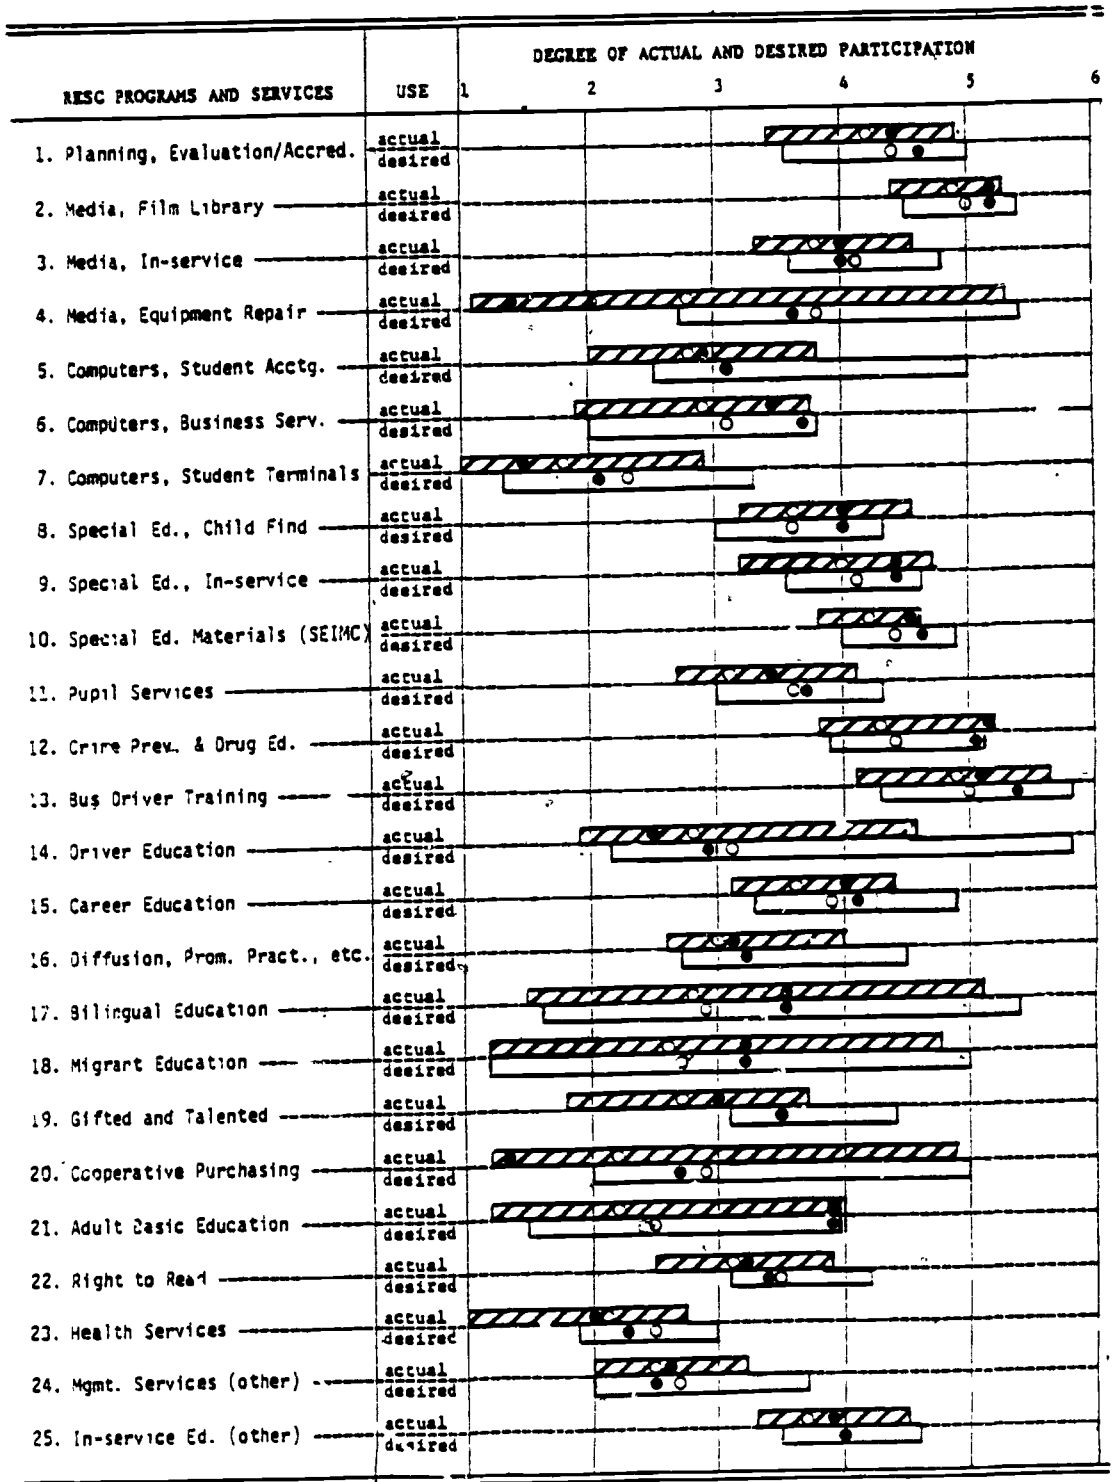 DEGREE OF ACTUAL AND DESIRED PARTICIPATION
RESC PROGRAMS AND SERVICES USE 1 2 3 4 5 6
1. Planning, Evaluation/Accred. actual
desired
2. Media, Film Library actual
desired
3. Media, In-service actual
desired
4. Media, Equipment Repair actual
desired
5. Computers, Student Acctg. actual
desired
6. Computers, Business Serv. actual
desired
7. Computers, Student Terminals actual
desired
8. Special Ed., Child Find actual
desired
9. Special Ed., In-service actual
desired
10. Special Ed. Materials (SEIMC) actual
desired
11. Pupil Services actual
desired
12. Crime Prev. & Drug Ed. actual
desired
13. Bus Driver Training actual
desired
14. Driver Education actual
desired
15. Career Education actual
desired
16. Diffusion, Prom. Pract., etc. actual
desired
17. Bilingual Education actual
desired
18. Migrant Education actual
desired
19. Gifted and Talented actual
desired
20. Cooperative Purchasing actual
desired
21. Adult Basic Education actual
desired
22. Right to Read actual
desired
23. Health Services actual
desired
24. Mgmt. Services (other) actual
desired
25. In-service Ed. (other) actual
desired